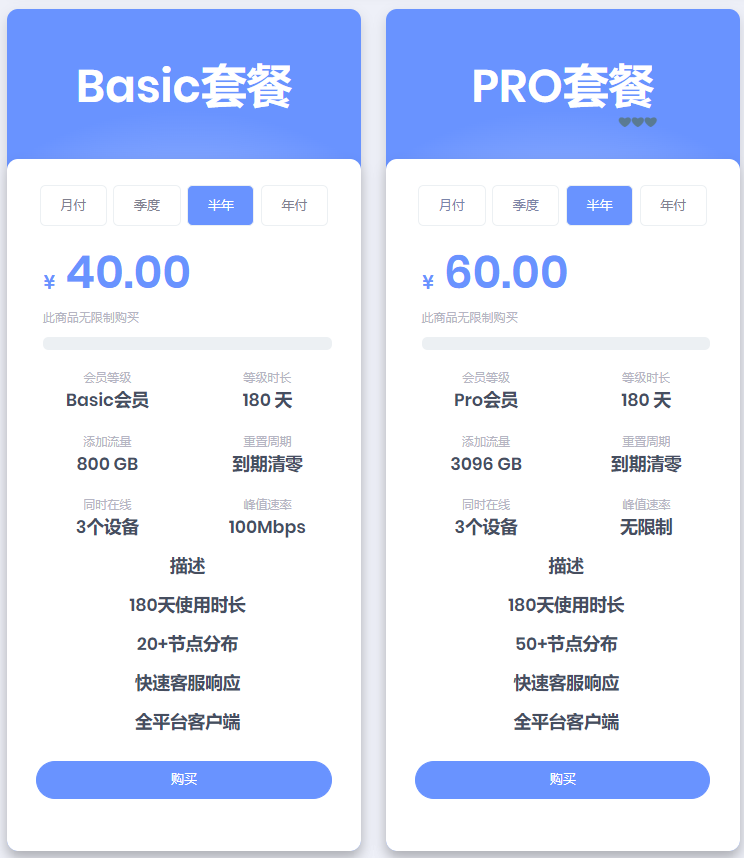 Basic套餐
月付 季度 半年 年付
¥ 40.00
此商品无限制购买
会员等级 等级时长
Basic会员 180 天
添加流量 重置周期
800 GB 到期清零
同时在线 峰值速率
3个设备 100Mbps
描述
180天使用时长
20+节点分布
快速客服响应
全平台客户端
购买
PRO套餐
月付 季度 半年 年付
¥ 60.00
此商品无限制购买
会员等级 等级时长
Pro会员 180 天
添加流量 重置周期
3096 GB 到期清零
同时在线 峰值速率
3个设备 无限制
描述
180天使用时长
50+节点分布
快速客服响应
全平台客户端
购买